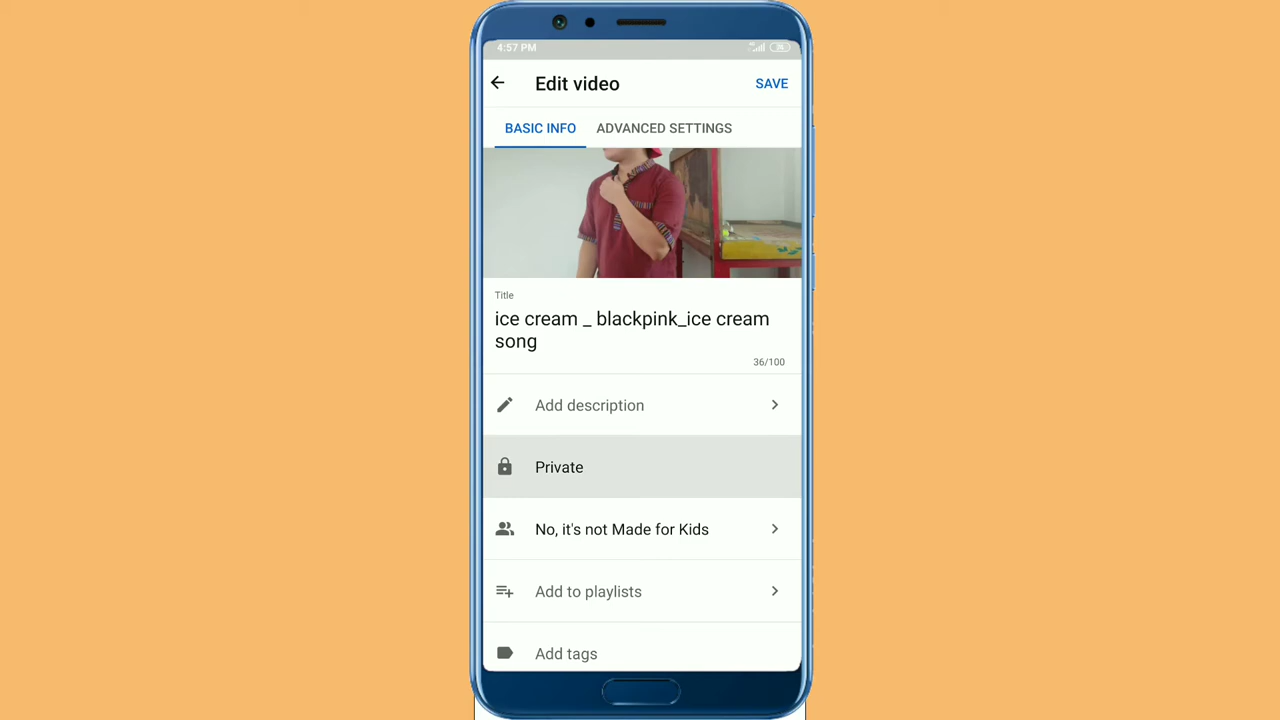 4:57 PM
Edit video
SAVE
BASIC INFO
ADVANCED SETTINGS
Title
ice cream _ blackpink_ice cream
song
36/100
Add description
Private
No, it's not Made for Kids
Add to playlists
Add tags